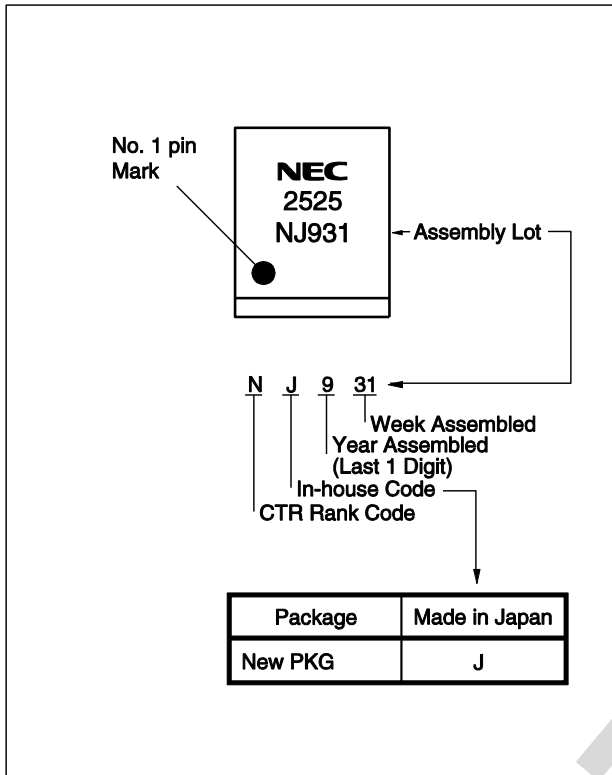 No. 1 pin
Mark
NEC
2525
NJ931
Assembly Lot
N J 9 31
Week Assembled
Year Assembled
(Last 1 Digit)
In-house Code
CTR Rank Code
Package Made in Japan
New PKG J